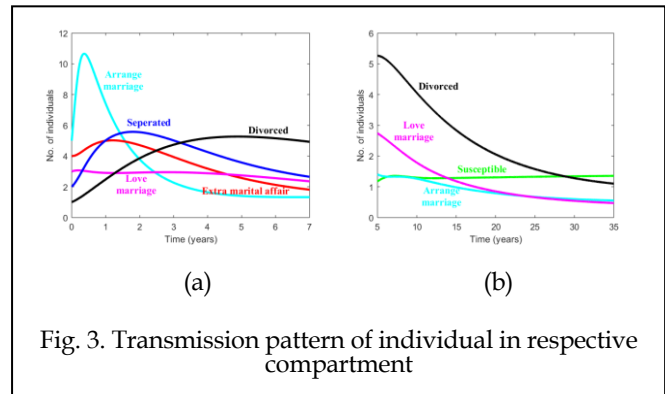 12
10
8
6
4
2
0
No. of individuals
Arrange
marriage
Seperated
Divorced
Love
marriage
Extra marital affair
0 1 2 3 4 5 6 7
Time (years)
(a)
6
5
4
3
2
1
0
No. of individuals
Divorced
Love
marriage
Susceptible
Arrange
marriage
5 10 15 20 25 30 35
Time (years)
(b)
Fig. 3. Transmission pattern of individual in respective
compartment